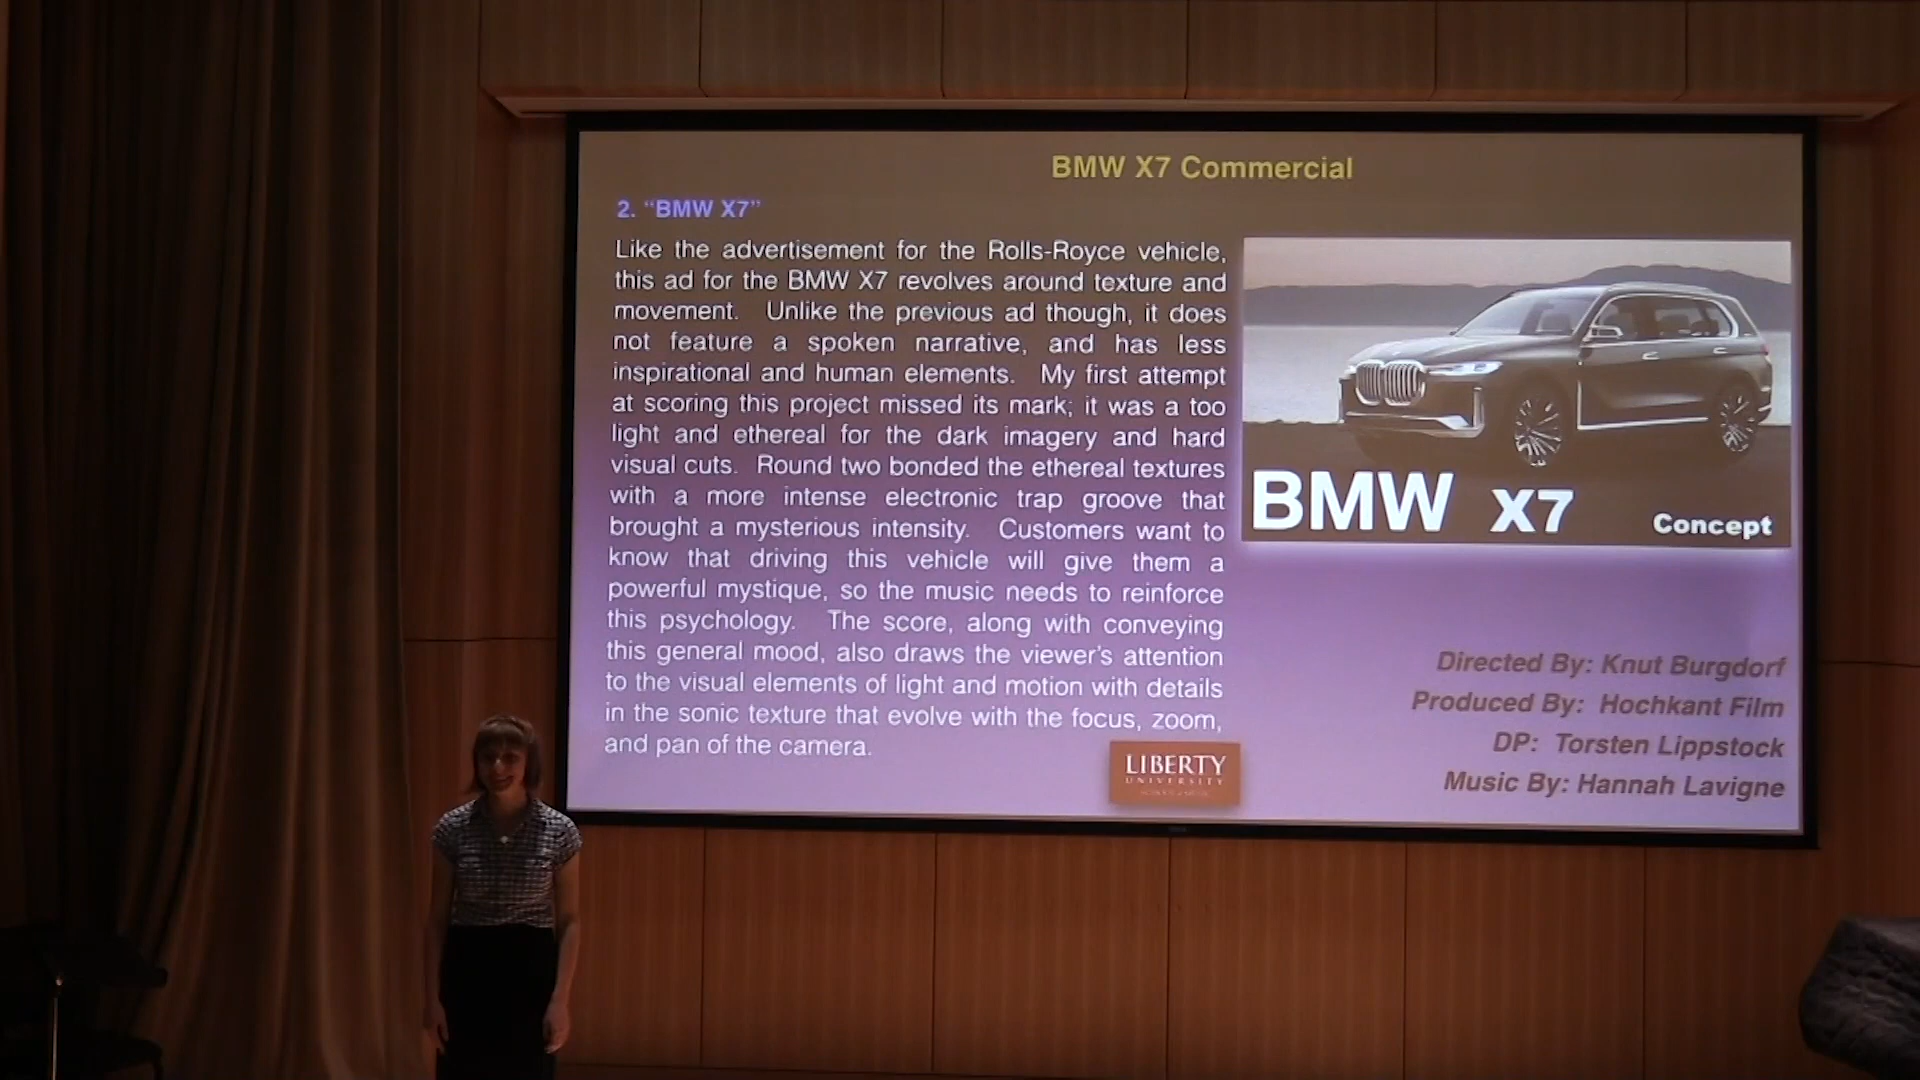 BMW X7 Commercial
2. “BMW X7”
Like the advertisement for the Rolls-Royce vehicle,
this ad for the BMW X7 revolves around texture and
movement. Unlike the previous ad though, it does
not feature a spoken narrative, and has less
inspirational and human elements. My first attempt
at scoring this project missed its mark; it was a too
light and ethereal for the dark imagery and hard
visual cuts. Round two bonded the ethereal textures
with a more intense electronic trap groove that
brought a mysterious intensity. Customers want to
know that driving this vehicle will give them a
powerful mystique, so the music needs to reinforce
this psychology. The score, along with conveying
this general mood, also draws the viewer’s attention
to the visual elements of light and motion with details
in the sonic texture that evolve with the focus, zoom,
and pan of the camera.
BMW X7 Concept
Directed By: Knut Burgdorf
Produced By: Hochkant Film
DP: Torsten Lippstock
Music By: Hannah Lavigne
LIBERTY
UNIVERSITY